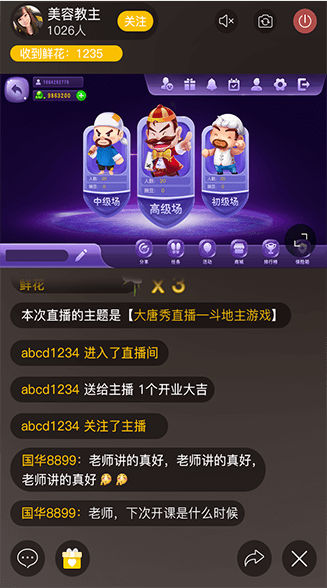 美容教主
1026人
关注
收到鲜花：1235
9863200
中级场
高级场
初级场
分享
任务
活动
商城
排行榜
保险箱
鲜花
X 3
本次直播的主题是【大唐秀直播—斗地主游戏】
abcd1234 进入了直播间
abcd1234 送给主播 1个开业大吉
abcd1234 关注了主播
国华8899：老师讲的真好，老师讲的真好，
老师讲的真好
国华8899：老师，下次开课是什么时候